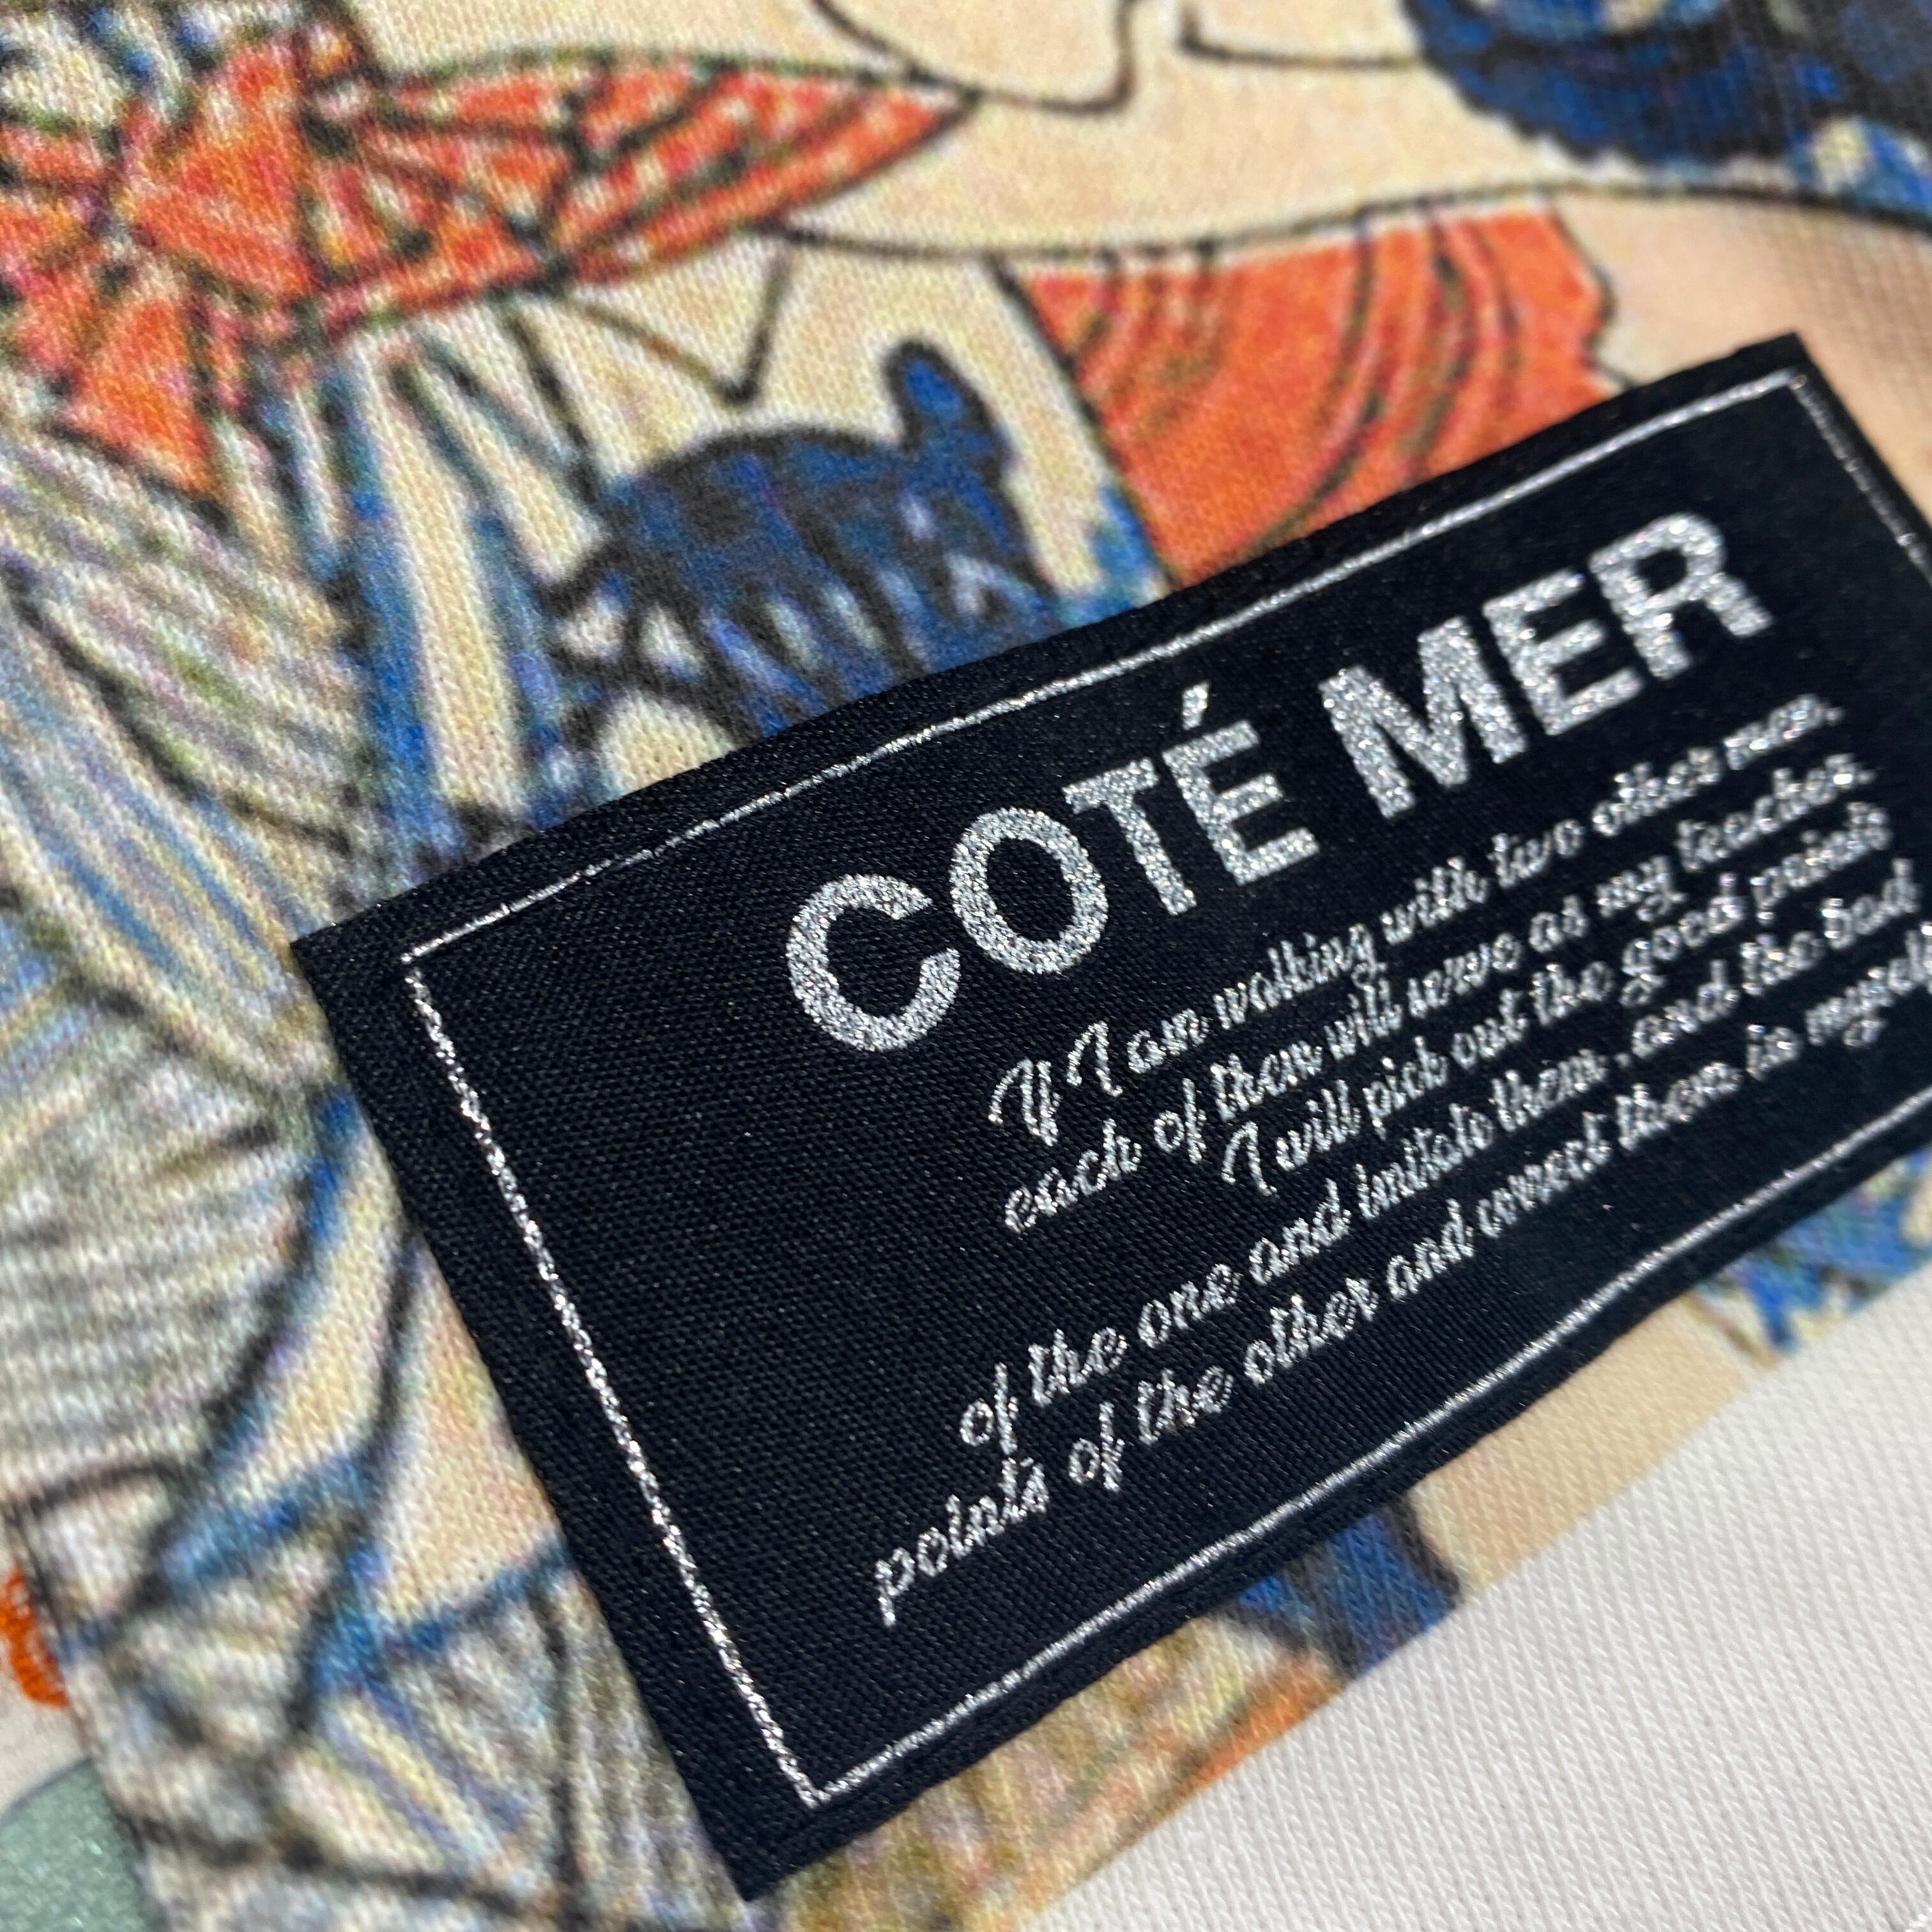 COTÉ MER
If I am walking with two other men,
each of them will serve as my teacher.
I will pick out the good points
of the one and imitate them, and the bad
points of the other and correct them in